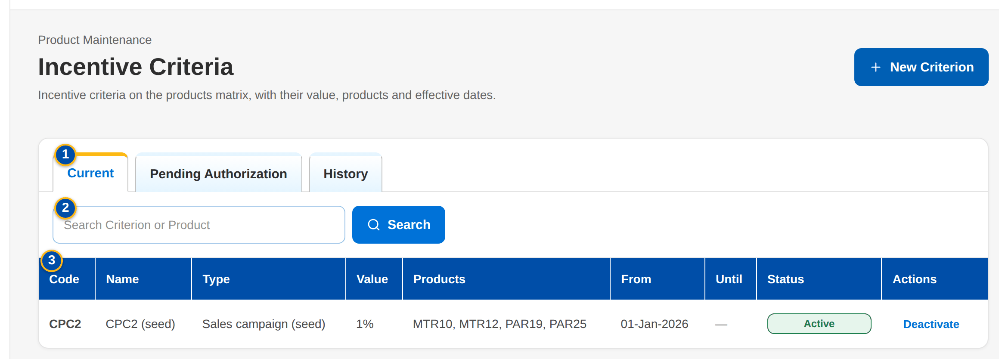 Product Maintenance
Incentive Criteria
Incentive criteria on the products matrix, with their value, products and effective dates.
New Criterion
1
Current Pending Authorization History
2
Search Criterion or Product Search
3
Code Name Type Value Products From Until Status Actions
CPC2 CPC2 (seed) Sales campaign (seed) 1% MTR10, MTR12, PAR19, PAR25 01-Jan-2026 — Active Deactivate